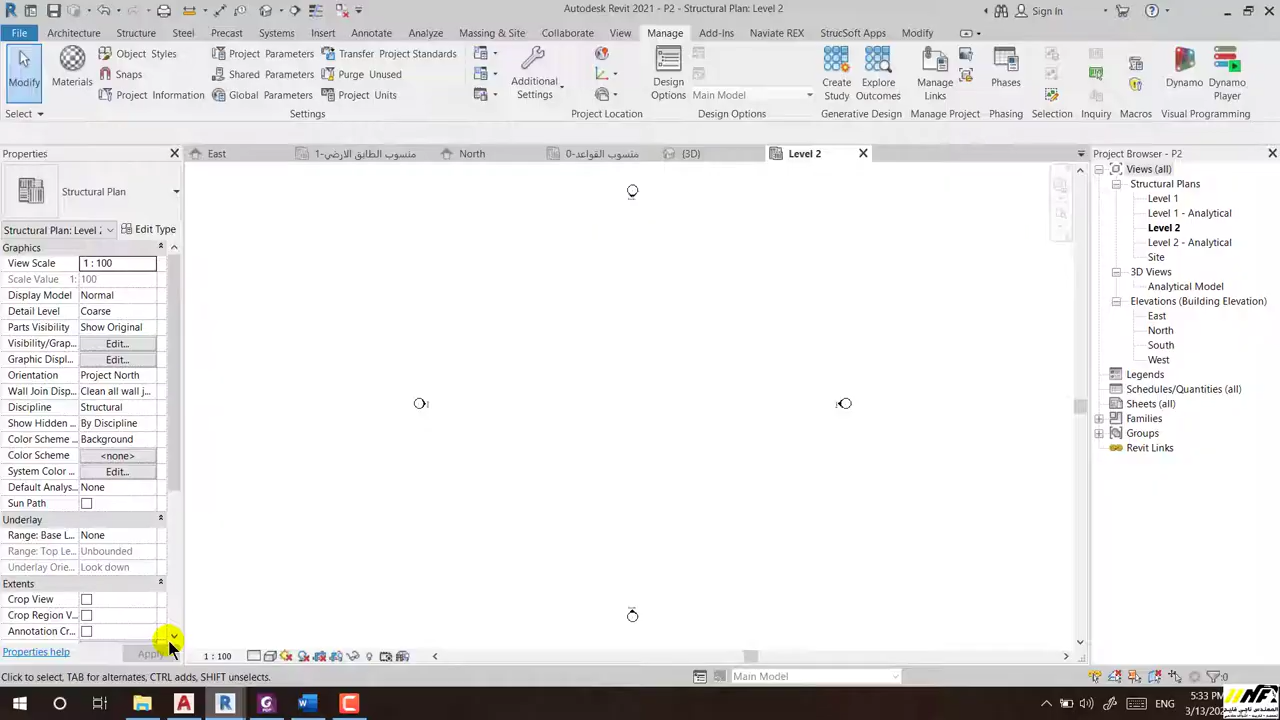 Autodesk Revit 2021 - P2 - Structural Plan: Level 2
Sign In
File Architecture Structure Steel Precast Systems Insert Annotate Analyze Massing & Site Collaborate View Manage Add-Ins Naviate REX StrucSoft Apps Modify
Modify
Select
Materials
Object Styles
Snaps
Project Information
Project Parameters
Shared Parameters
Global Parameters
Transfer Project Standards
Purge Unused
Project Units
Settings
Additional Settings
Project Location
Design Options
Main Model
Design Options
Create Study
Explore Outcomes
Generative Design
Manage Links
Manage Project
Phases
Phasing
Selection
Inquiry
Macros
Dynamo
Dynamo Player
Visual Programming
East
منسوب الطابق الارضي-1
North
منسوب القواعد-0
(3D)
Level 2
Properties
Structural Plan
Structural Plan: Level 2
Edit Type
Graphics
View Scale 1 : 100
Scale Value 1: 100
Display Model Normal
Detail Level Coarse
Parts Visibility Show Original
Visibility/Grap... Edit...
Graphic Displ... Edit...
Orientation Project North
Wall Join Disp... Clean all wall j...
Discipline Structural
Show Hidden ... By Discipline
Color Scheme ... Background
Color Scheme <none>
System Color ... Edit...
Default Analys... None
Sun Path
Underlay
Range: Base L... None
Range: Top Le... Unbounded
Underlay Orie... Look down
Extents
Crop View
Crop Region V...
Annotation Cr...
Properties help
Apply
Project Browser - P2
Views (all)
Structural Plans
Level 1
Level 1 - Analytical
Level 2
Level 2 - Analytical
Site
3D Views
Analytical Model
Elevations (Building Elevation)
East
North
South
West
Legends
Schedules/Quantities (all)
Sheets (all)
Families
Groups
Revit Links
1 : 100
Click to select, TAB for alternates, CTRL adds, SHIFT unselects.
Main Model
:0
ENG
5:33 PM
3/13/20